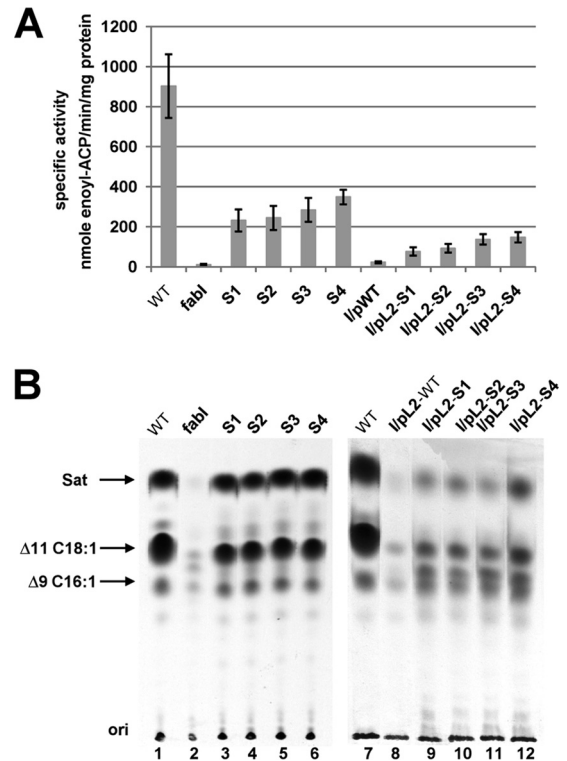 A
specific activity
nmole enoyl-ACP/min/mg protein
1200
1000
800
600
400
200
0
WT
fabI
S1
S2
S3
S4
I/pWT
I/pL2-S1
I/pL2-S2
I/pL2-S3
I/pL2-S4
B
WT
fabI
S1
S2
S3
S4
WT
I/pL2-WT
I/pL2-S1
I/pL2-S2
I/pL2-S3
I/pL2-S4
Sat
Δ11 C18:1
Δ9 C16:1
ori
1 2 3 4 5 6 7 8 9 10 11 12